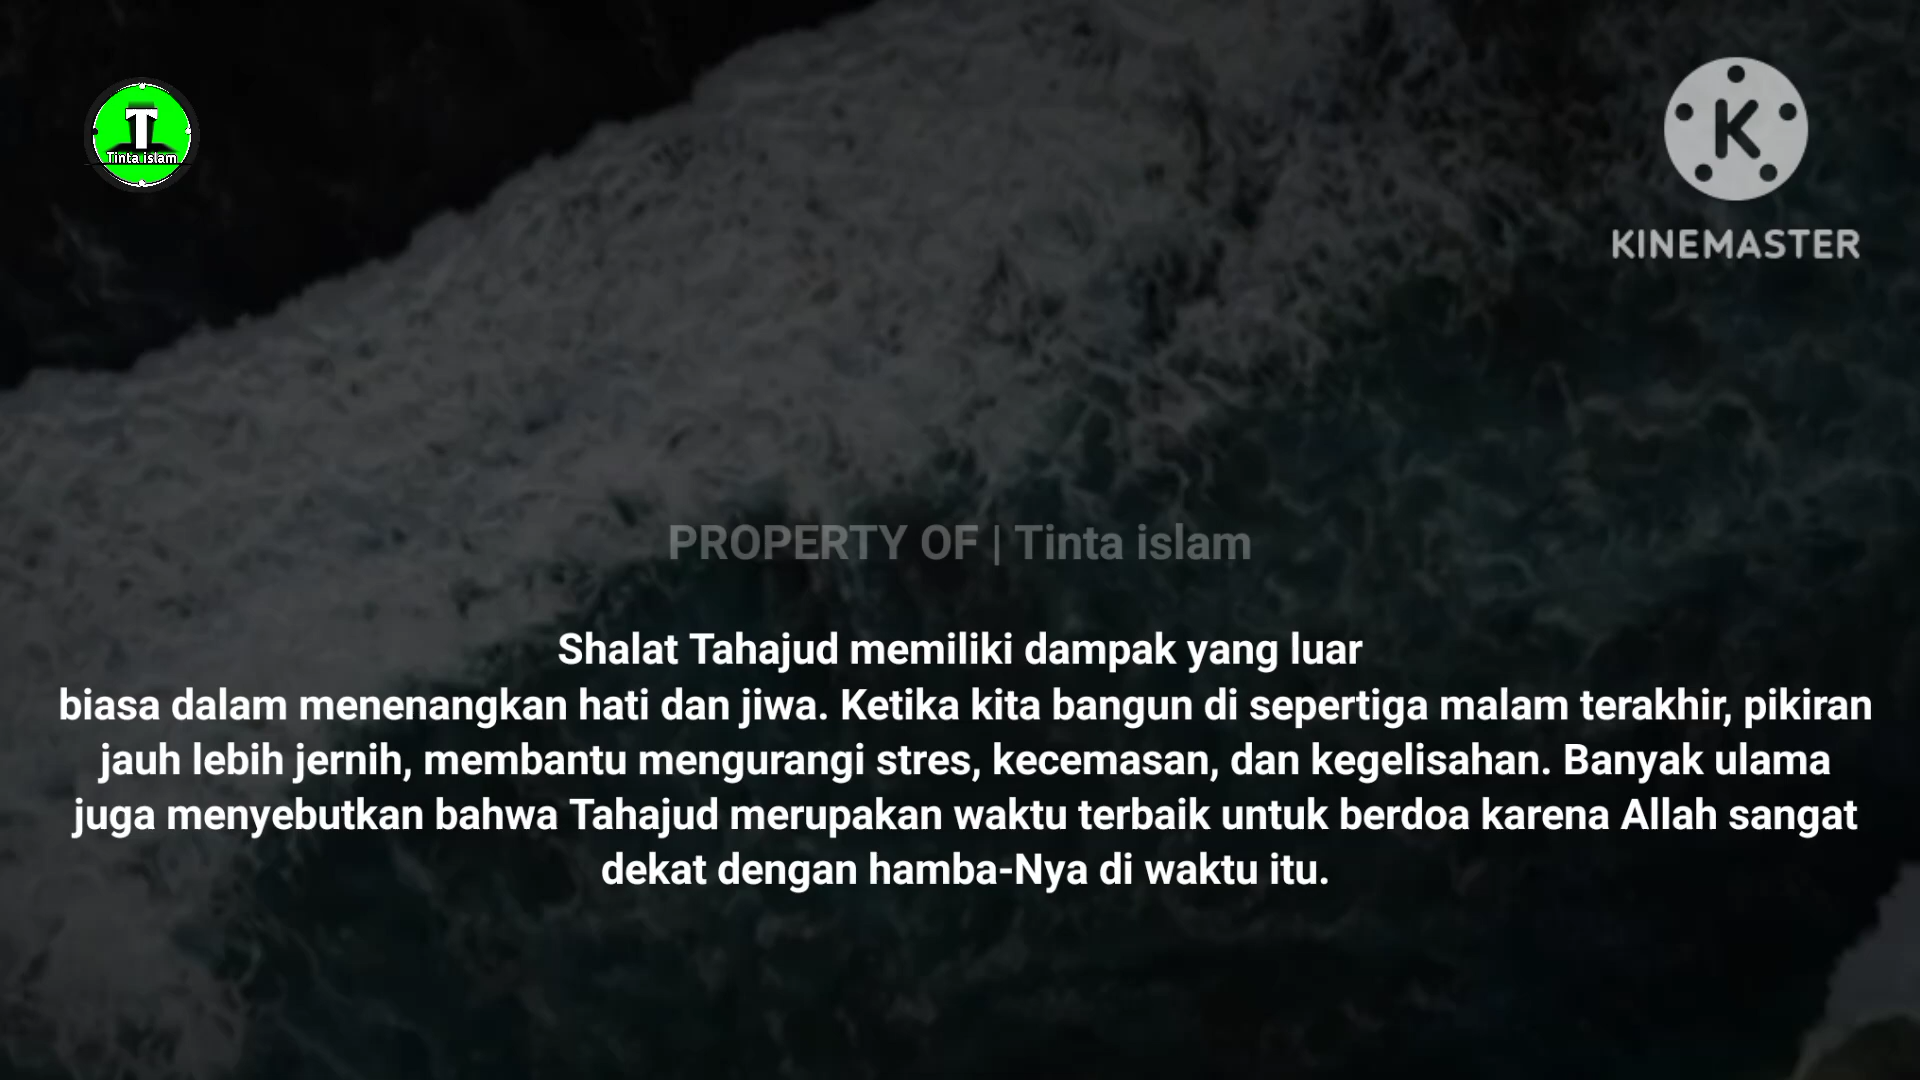 T
Tinta islam
K
KINEMASTER
PROPERTY OF | Tinta islam
Shalat Tahajud memiliki dampak yang luar
biasa dalam menenangkan hati dan jiwa. Ketika kita bangun di sepertiga malam terakhir, pikiran
jauh lebih jernih, membantu mengurangi stres, kecemasan, dan kegelisahan. Banyak ulama
juga menyebutkan bahwa Tahajud merupakan waktu terbaik untuk berdoa karena Allah sangat
dekat dengan hamba-Nya di waktu itu.